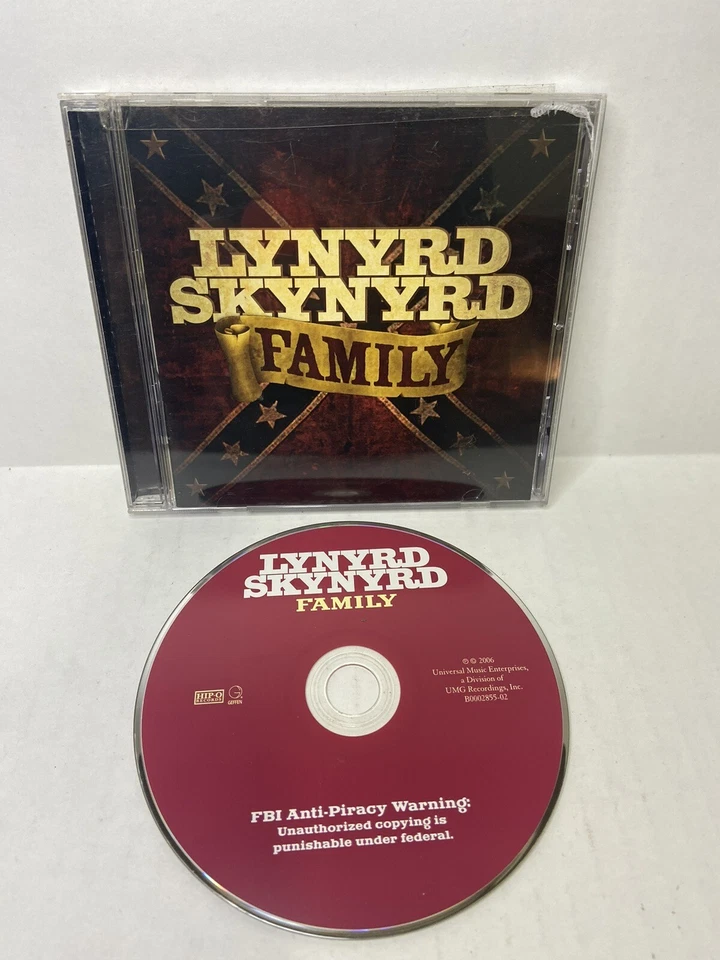 LYNYRD
SKYNYRD
FAMILY
LYNYRD
SKYNYRD
FAMILY
HIP-O
RECORDS
G
GEFFEN
℗ © 2006
Universal Music Enterprises,
a Division of
UMG Recordings, Inc.
B0002855-02
FBI Anti-Piracy Warning:
Unauthorized copying is
punishable under federal.